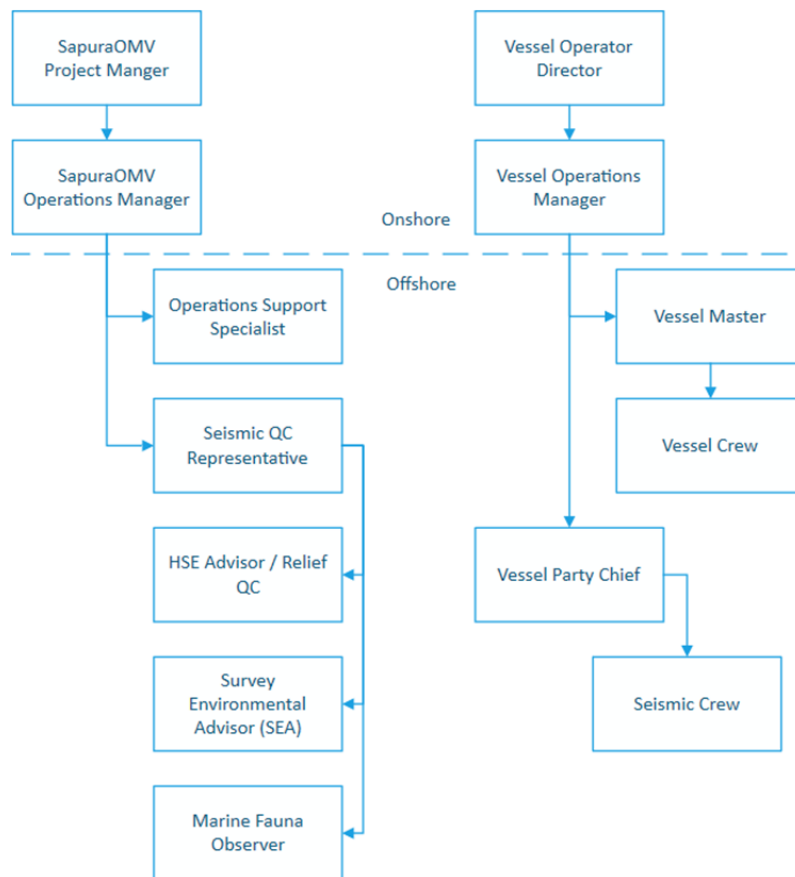 SapuraOMV
Project Manger
Vessel Operator
Director
SapuraOMV
Operations Manager
Vessel Operations
Manager
Onshore
Offshore
Operations Support
Specialist
Vessel Master
Seismic QC
Representative
Vessel Crew
HSE Advisor / Relief
QC
Vessel Party Chief
Survey
Environmental
Advisor (SEA)
Seismic Crew
Marine Fauna
Observer